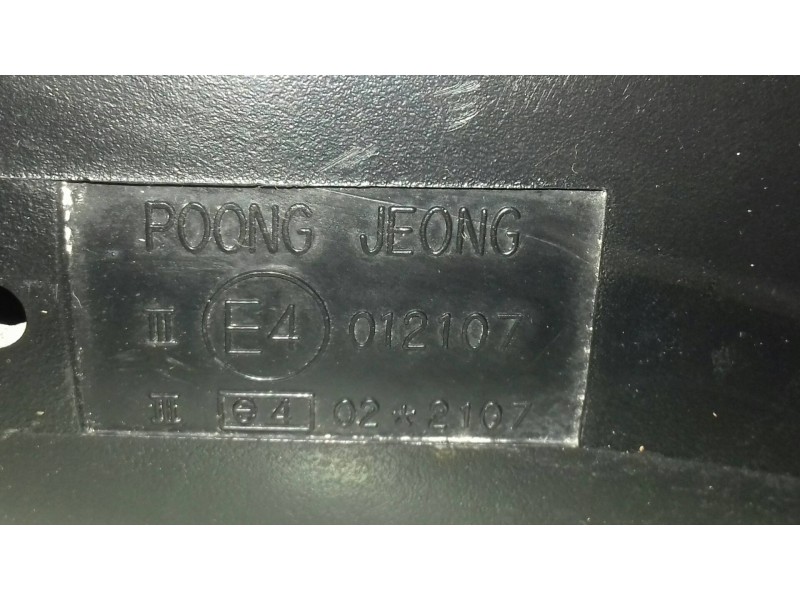 POONG JEONG
III E4 012107
III e4 02*2107